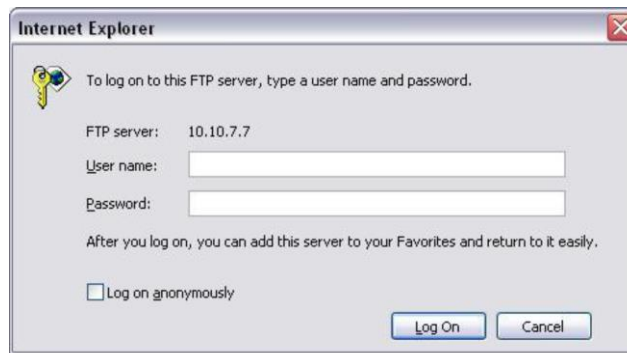 Internet Explorer
To log on to this FTP server, type a user name and password.
FTP server: 10.10.7.7
User name:
Password:
After you log on, you can add this server to your Favorites and return to it easily.
Log on anonymously
Log On Cancel